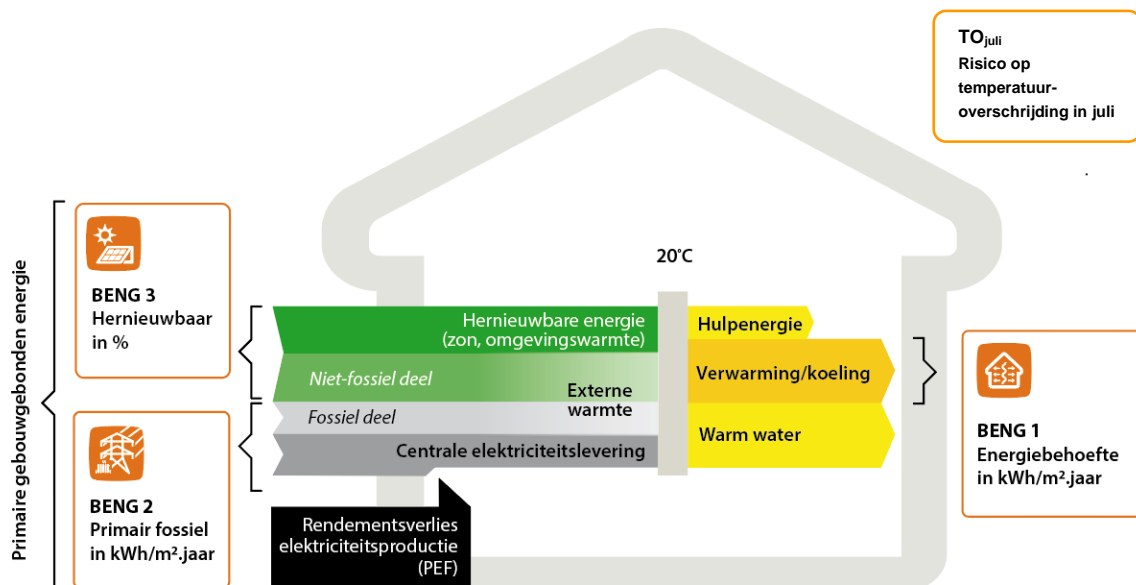 TOjuli
Risico op
temperatuur-
overschrijding in juli
.
Primaire gebouwgebonden energie
BENG 3
Hernieuwbaar
in %
BENG 2
Primair fossiel
in kWh/m².jaar
20°C
Hernieuwbare energie
(zon, omgevingswarmte)
Niet-fossiel deel
Externe
warmte
Fossiel deel
Centrale elektriciteitslevering
Rendementsverlies
elektriciteitsproductie
(PEF)
Hulpenergie
Verwarming/koeling
Warm water
BENG 1
Energiebehoefte
in kWh/m².jaar